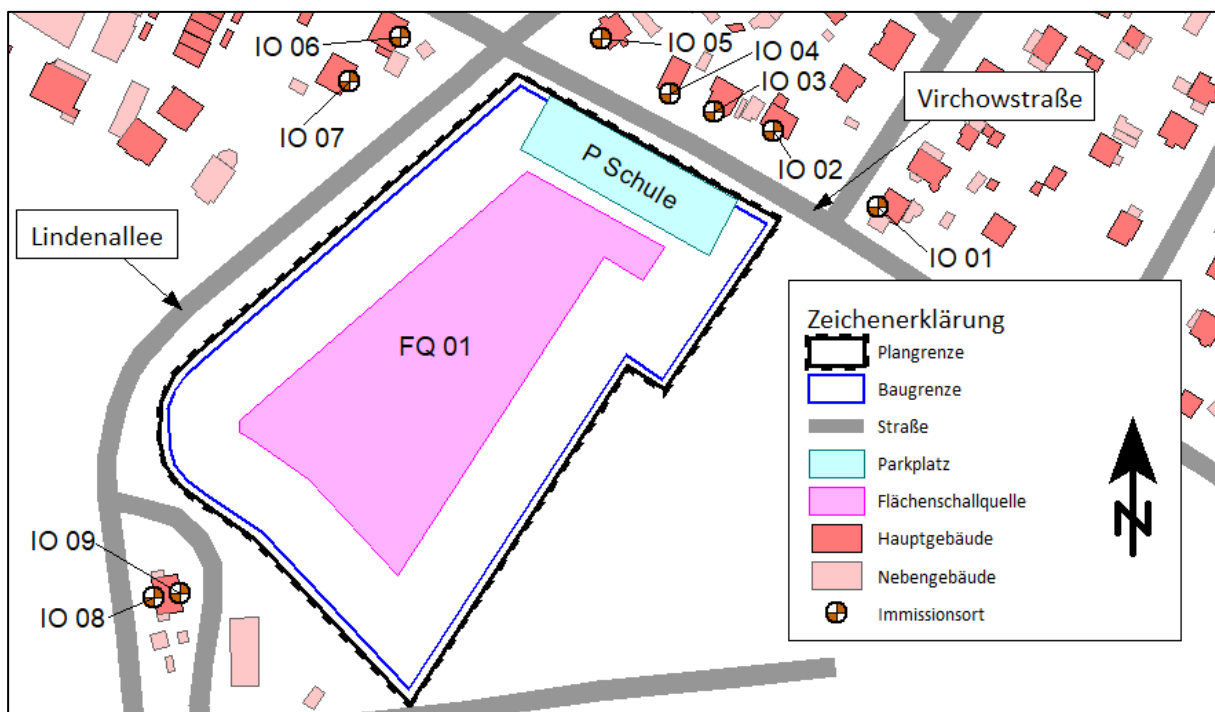 IO 06
IO 05
IO 04
IO 03
IO 07
Virchowstraße
IO 02
P Schule
Lindenallee
IO 01
FQ 01
Zeichenerklärung
Plangrenze
Baugrenze
Straße
Parkplatz
Flächenschallquelle
Hauptgebäude
Nebengebäude
Immissionsort
N
IO 09
IO 08